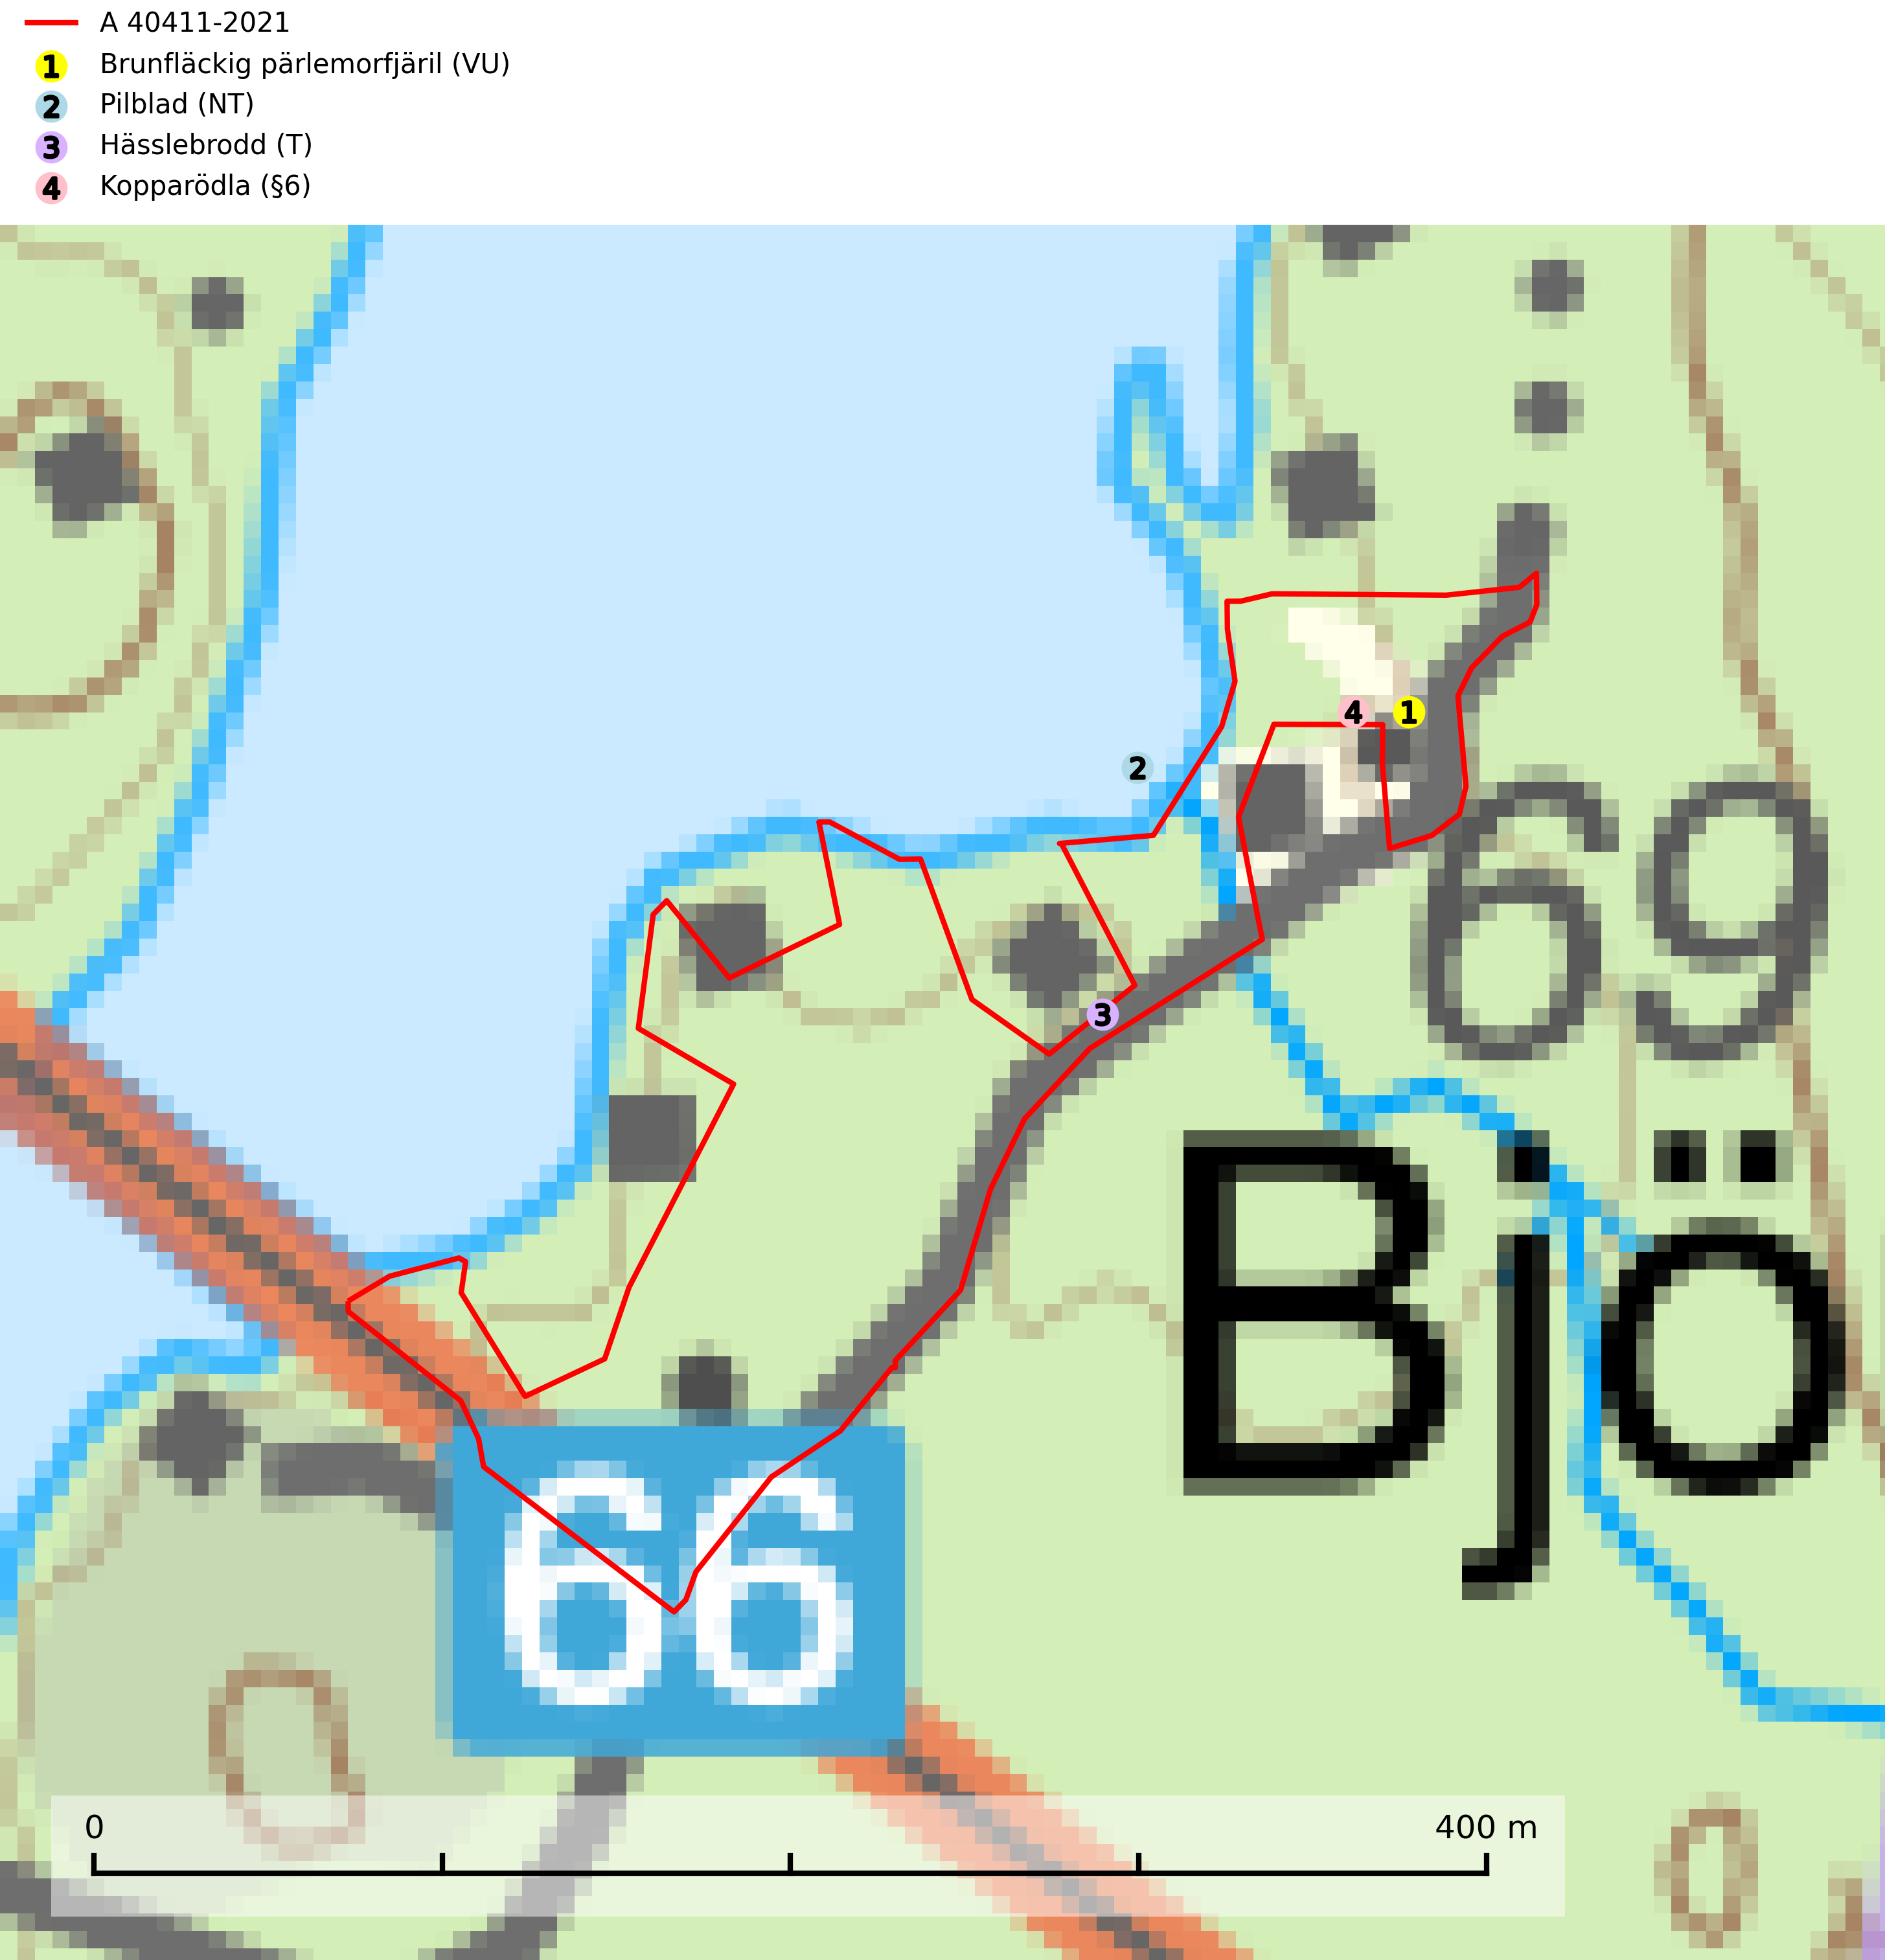 A 40411-2021
1 Brunfläckig pärlemorfjäril (VU)
2 Pilblad (NT)
3 Hässlebrodd (T)
4 Kopparödla (§6)
4 1
2
69
3
Bjö
66
0 400 m